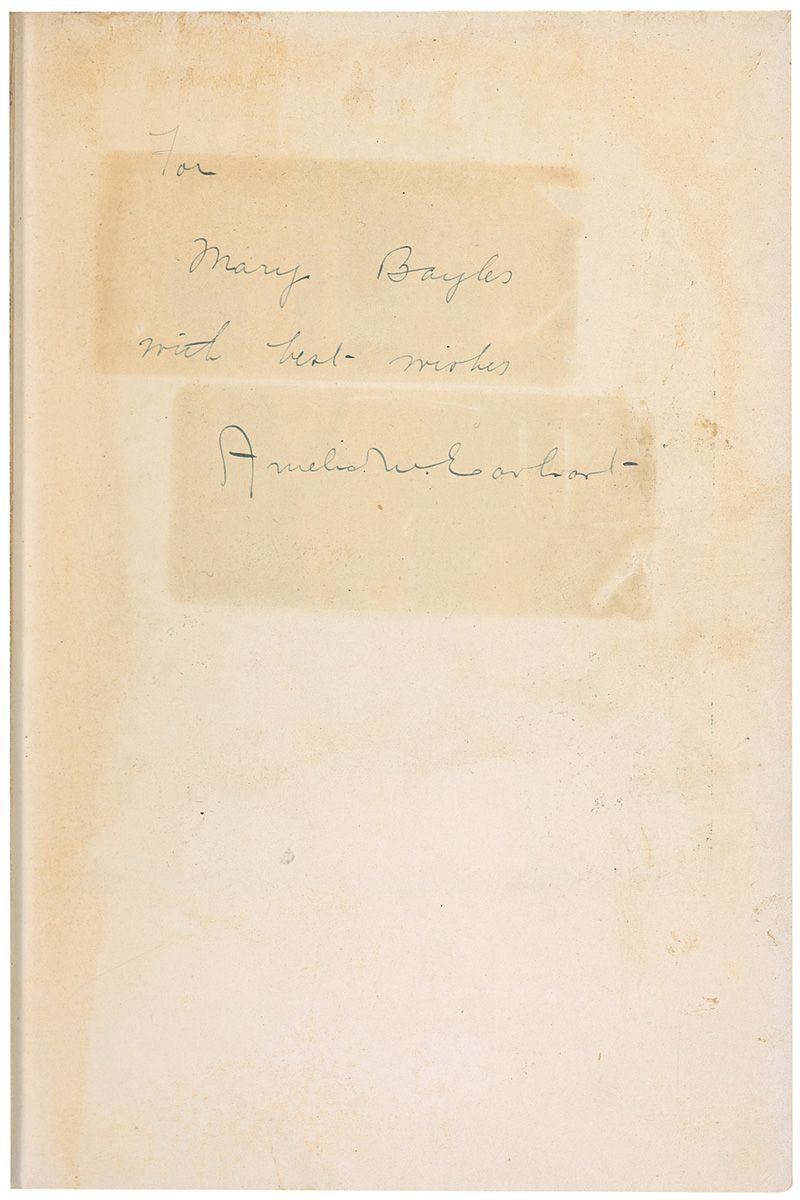 For
Mary Bayles
with best wishes
Amelia M. Earhart